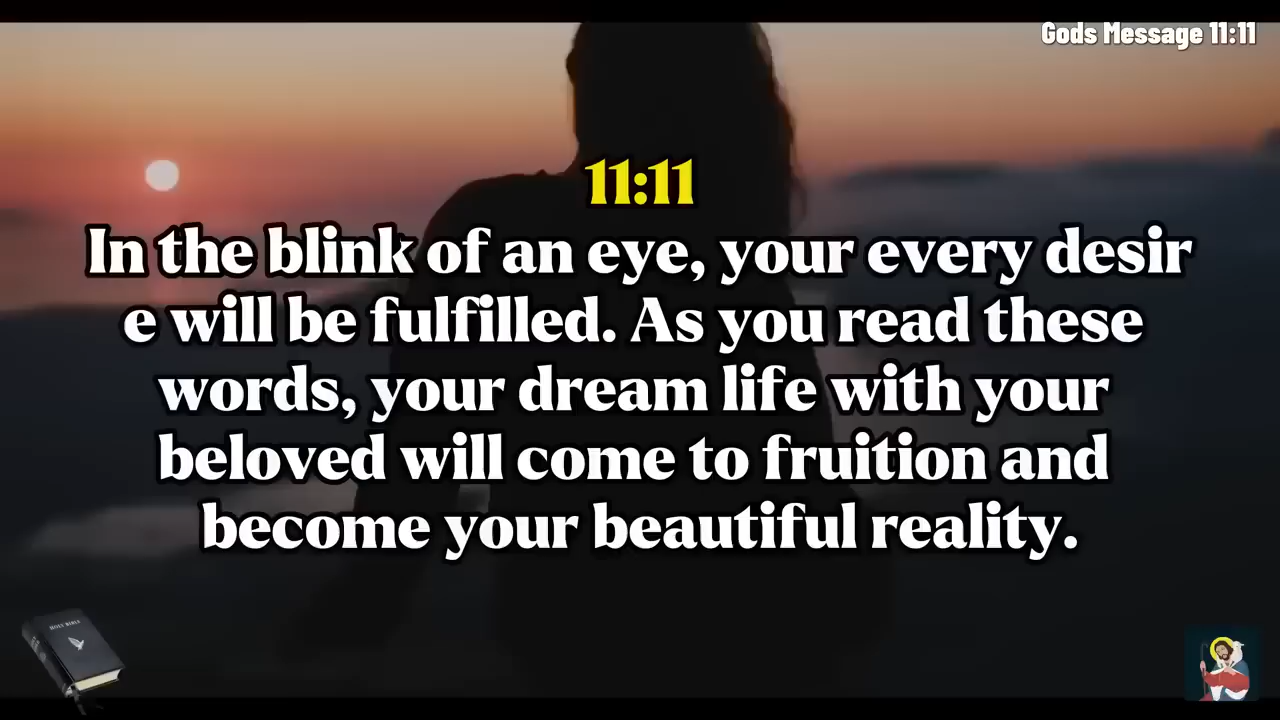 Gods Message 11:11
11:11
In the blink of an eye, your every desir
e will be fulfilled. As you read these
words, your dream life with your
beloved will come to fruition and
become your beautiful reality.
HOLY BIBLE